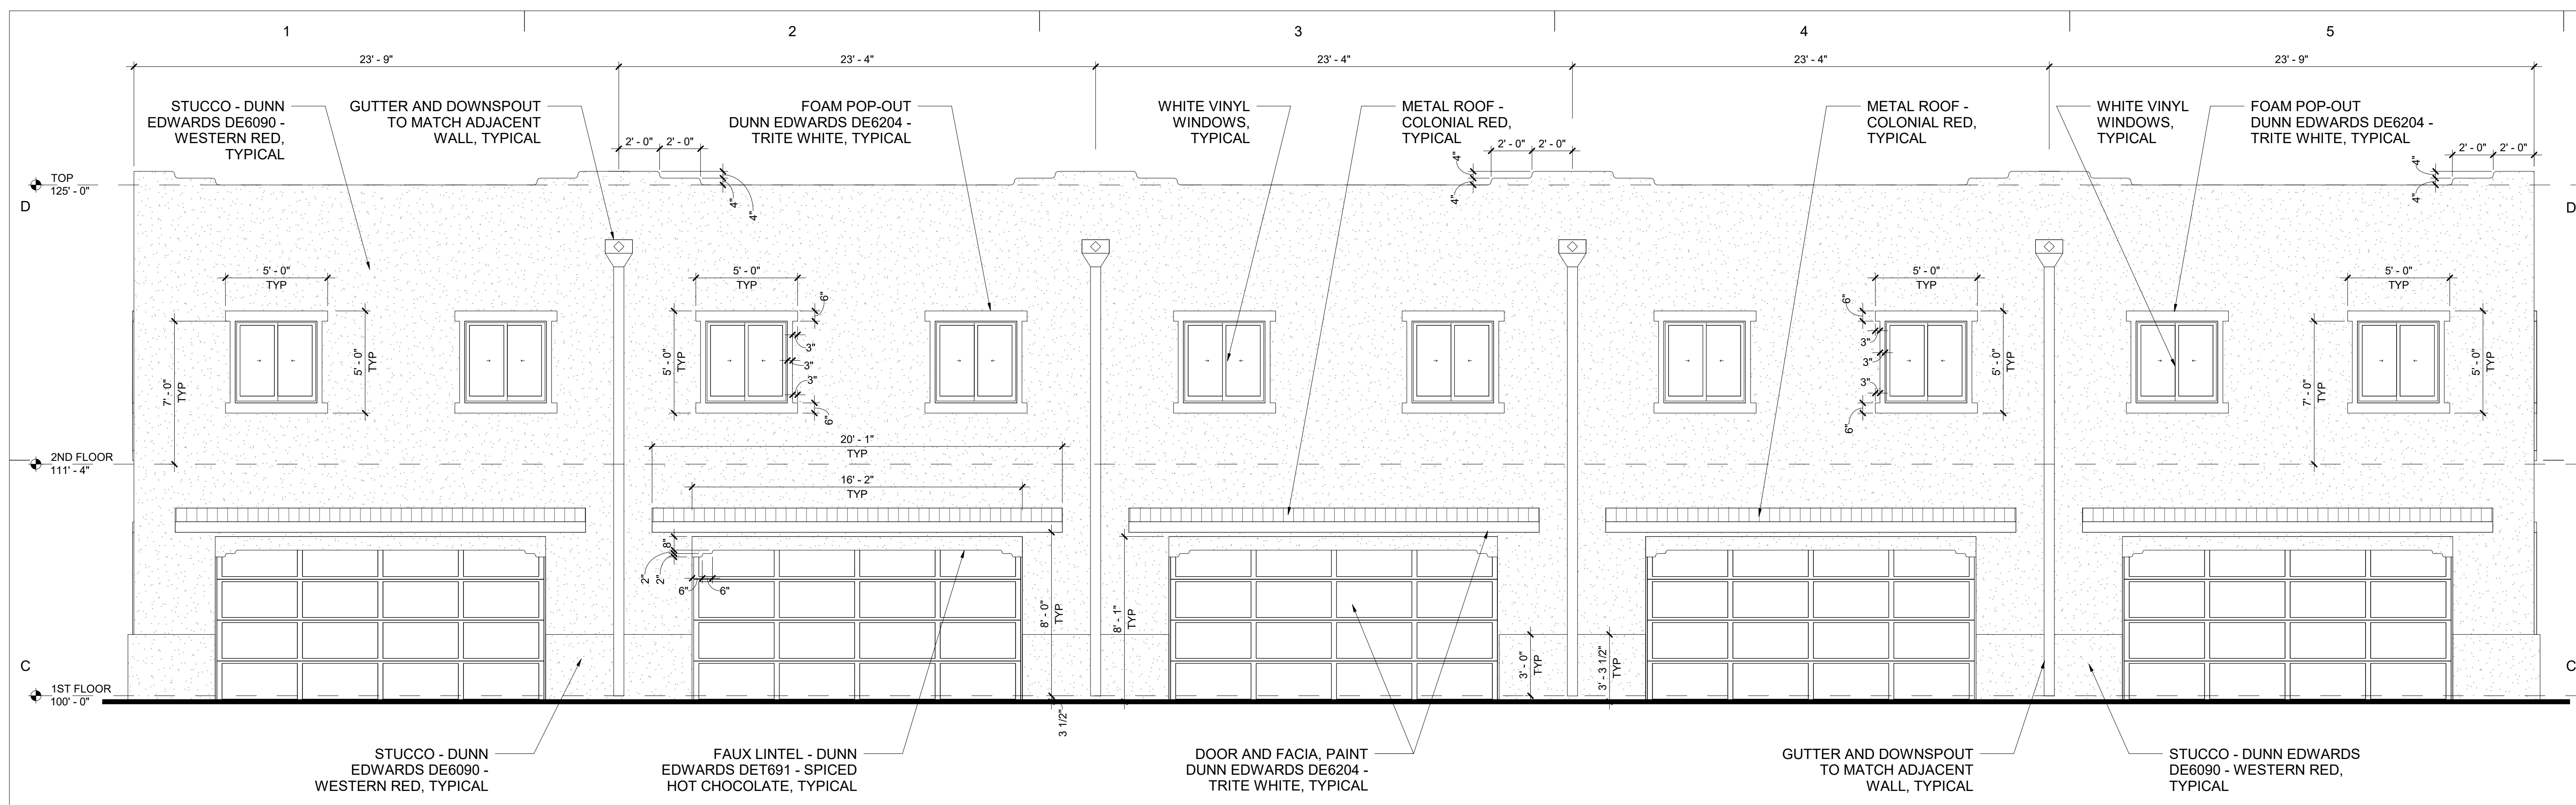 1
2
3
4
5
23' - 9"
23' - 4"
23' - 4"
23' - 4"
23' - 9"
STUCCO - DUNN
EDWARDS DE6090 -
WESTERN RED,
TYPICAL
GUTTER AND DOWNSPOUT
TO MATCH ADJACENT
WALL, TYPICAL
FOAM POP-OUT
DUNN EDWARDS DE6204 -
TRITE WHITE, TYPICAL
WHITE VINYL
WINDOWS,
TYPICAL
METAL ROOF -
COLONIAL RED,
TYPICAL
METAL ROOF -
COLONIAL RED,
TYPICAL
WHITE VINYL
WINDOWS,
TYPICAL
FOAM POP-OUT
DUNN EDWARDS DE6204 -
TRITE WHITE, TYPICAL
2' - 0"
2' - 0"
2' - 0"
2' - 0"
2' - 0"
2' - 0"
4"
4"
4"
4"
4"
4"
TOP
125' - 0"
D
D
5' - 0"
TYP
5' - 0"
TYP
5' - 0"
TYP
5' - 0"
TYP
7' - 0"
TYP
5' - 0"
TYP
5' - 0"
TYP
6"
3"
3"
3"
6"
6"
3"
3"
3"
6"
5' - 0"
TYP
7' - 0"
TYP
5' - 0"
TYP
20' - 1"
TYP
2ND FLOOR
111' - 4"
16' - 2"
TYP
8"
2"
2"
6"
6"
8' - 0"
TYP
8' - 1"
TYP
3' - 0"
TYP
3' - 3 1/2"
TYP
C
C
1ST FLOOR
100' - 0"
3 1/2"
STUCCO - DUNN
EDWARDS DE6090 -
WESTERN RED, TYPICAL
FAUX LINTEL - DUNN
EDWARDS DET691 - SPICED
HOT CHOCOLATE, TYPICAL
DOOR AND FACIA, PAINT
DUNN EDWARDS DE6204 -
TRITE WHITE, TYPICAL
GUTTER AND DOWNSPOUT
TO MATCH ADJACENT
WALL, TYPICAL
STUCCO - DUNN EDWARDS
DE6090 - WESTERN RED,
TYPICAL